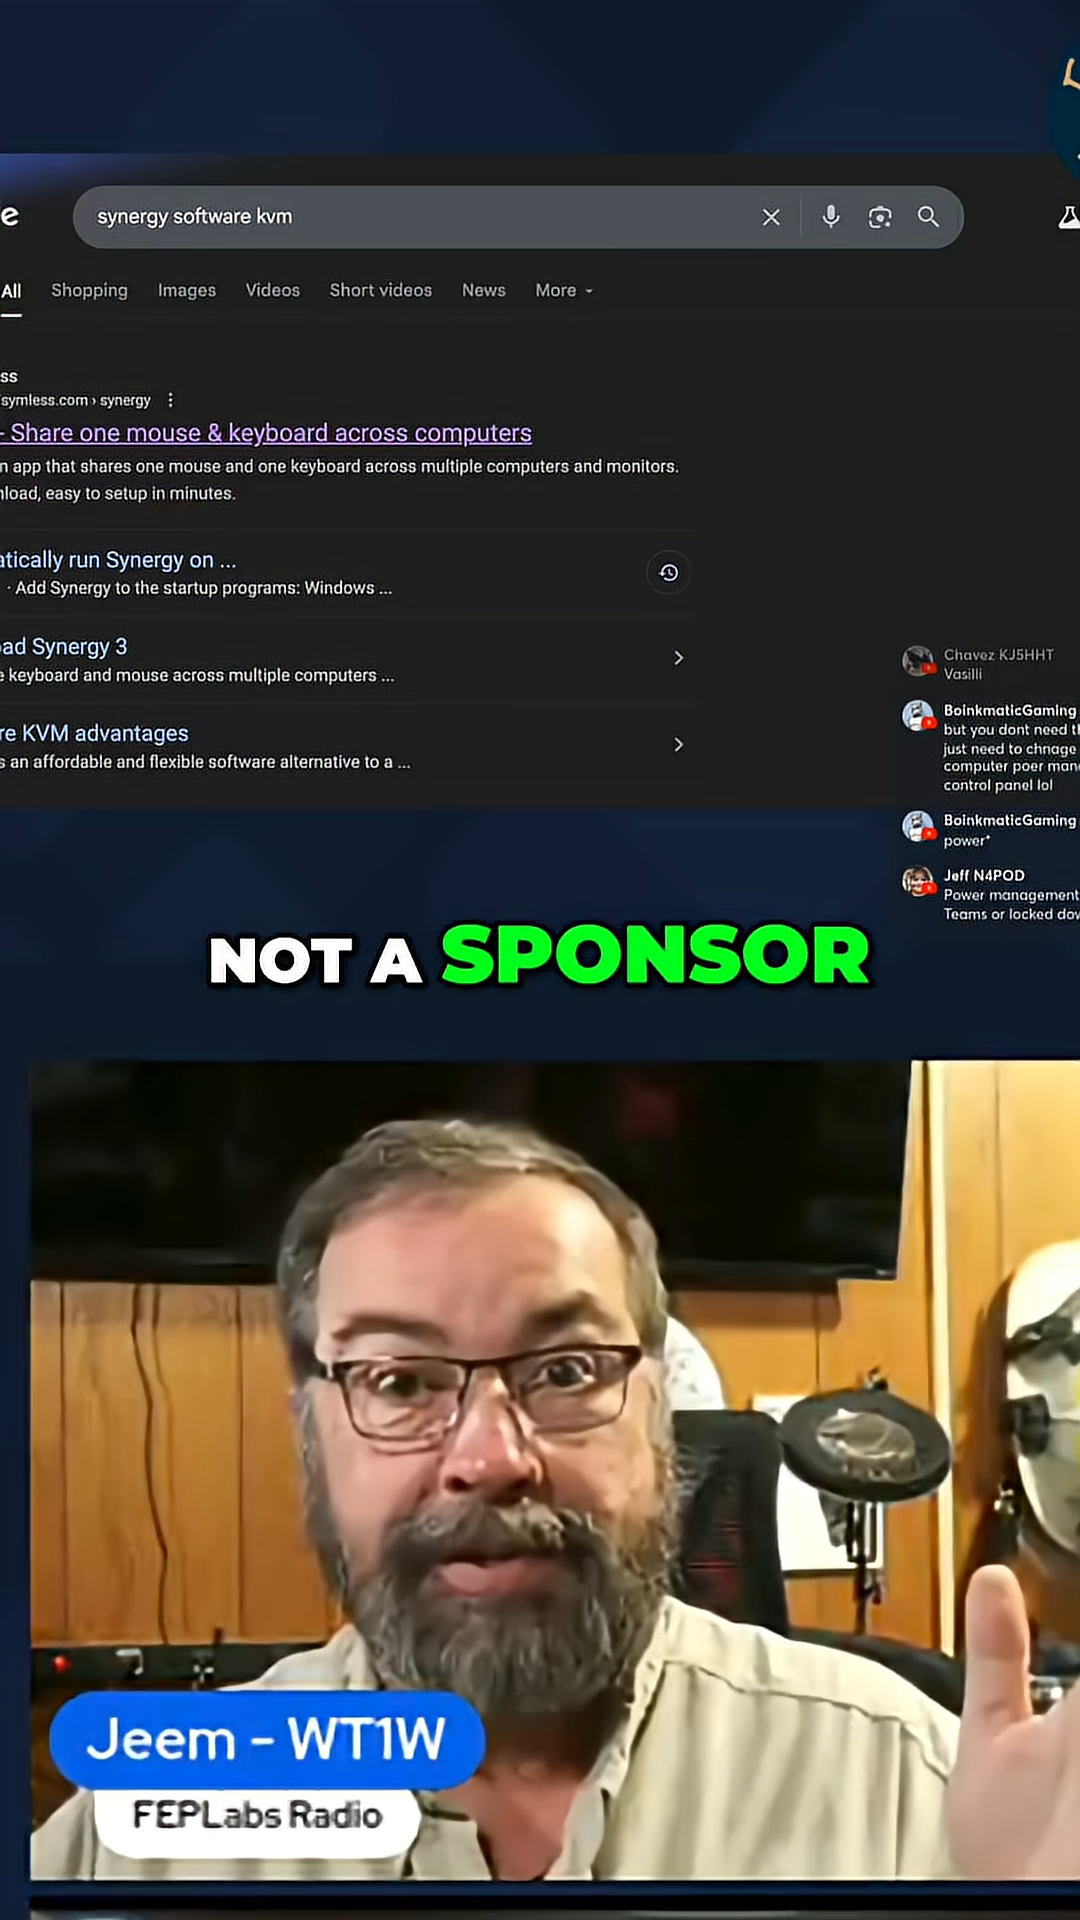 e
synergy software kvm
All Shopping Images Videos Short videos News More
ss
symless.com › synergy
- Share one mouse & keyboard across computers
n app that shares one mouse and one keyboard across multiple computers and monitors.
nload, easy to setup in minutes.
atically run Synergy on ...
· Add Synergy to the startup programs: Windows ...
oad Synergy 3
e keyboard and mouse across multiple computers ...
re KVM advantages
s an affordable and flexible software alternative to a ...
Chavez KJ5HHT
Vasilli
BoinkmaticGaming
but you dont need th
just need to chnage
computer poer mana
control panel lol
BoinkmaticGaming
power*
Jeff N4POD
Power management
Teams or locked dow
NOT A SPONSOR
Jeem - WT1W
FEPLabs Radio